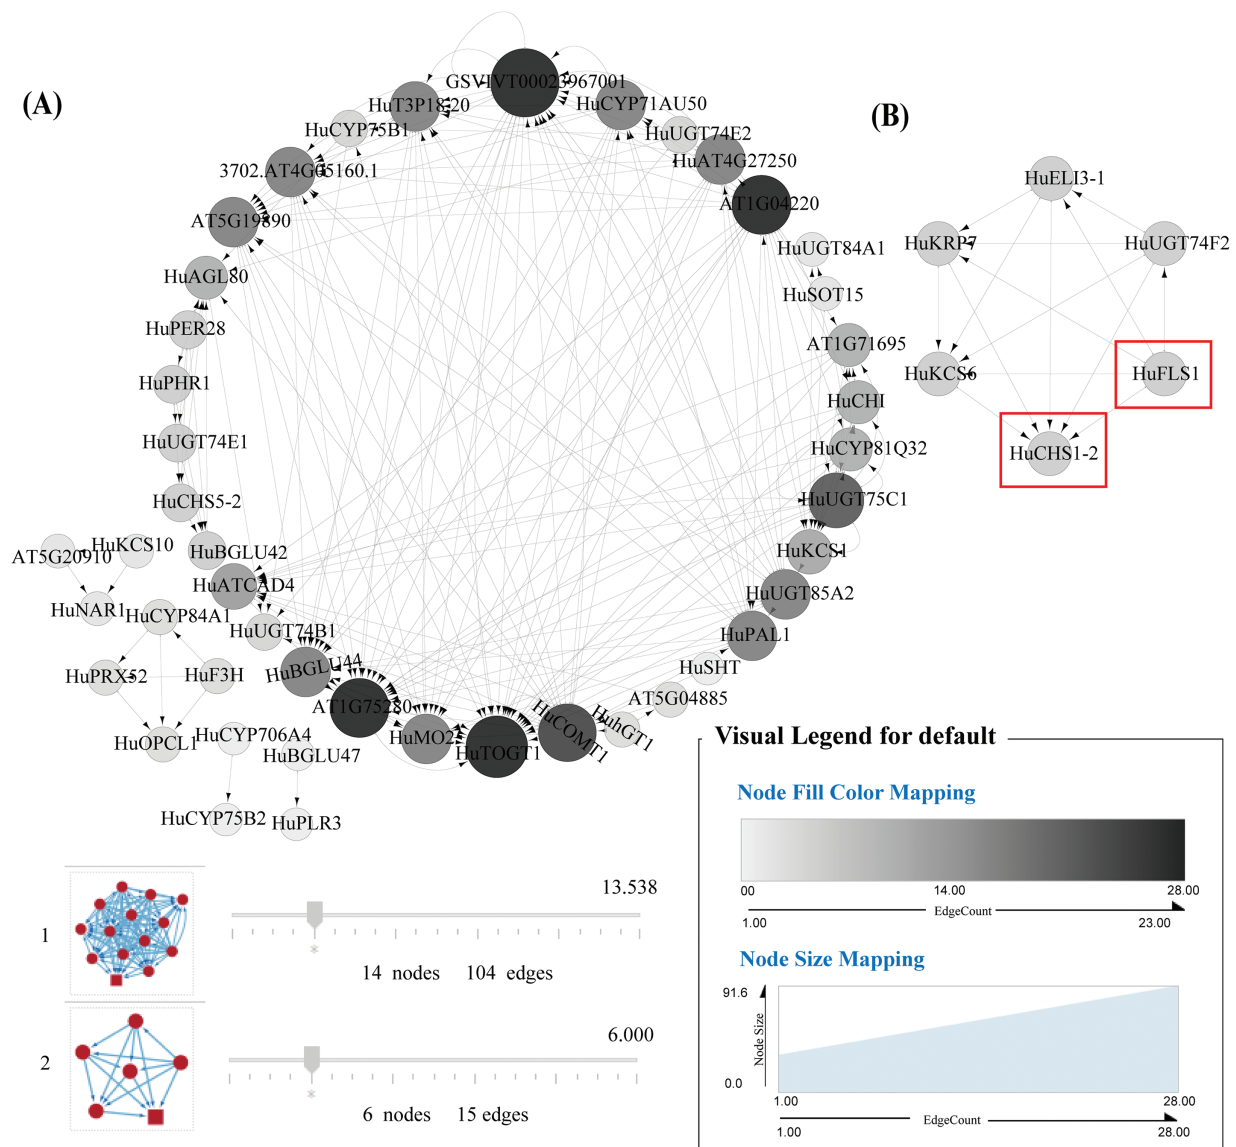 (A)
(B)
GSVIVT00023967001
HuT3P18.20
HuCYP71AU50
HuCYP75B1
HuUGT74E2
3702.AT4G05160.1
HuAT4G27250
AT5G19890
AT1G04220
HuAGL80
HuUGT84A1
HuPER28
HuSOT15
HuPHR1
AT1G71695
HuUGT74E1
HuCHI
HuCHS5-2
HuCYP81Q32
HuBGLU42
HuUGT75C1
HuATCAD4
HuKCS1
HuUGT74B1
HuUGT85A2
HuBGLU44
HuPAL1
AT1G75280
HuSHT
HuMO2
AT5G04885
HuTOGT1
HuCOMT1
HuhGT1
AT5G20910
HuKCS10
HuNAR1
HuCYP84A1
HuPRX52
HuF3H
HuOPCL1
HuCYP706A4
HuBGLU47
HuCYP75B2
HuPLR3
HuELI3-1
HuKRP7
HuUGT74F2
HuKCS6
HuFLS1
HuCHS1-2
1
13.538
14 nodes 104 edges
2
6.000
6 nodes 15 edges
Visual Legend for default
Node Fill Color Mapping
00 14.00 28.00
EdgeCount
1.00 23.00
Node Size Mapping
91.6
Node Size
0.0
1.00 28.00
EdgeCount
1.00 28.00